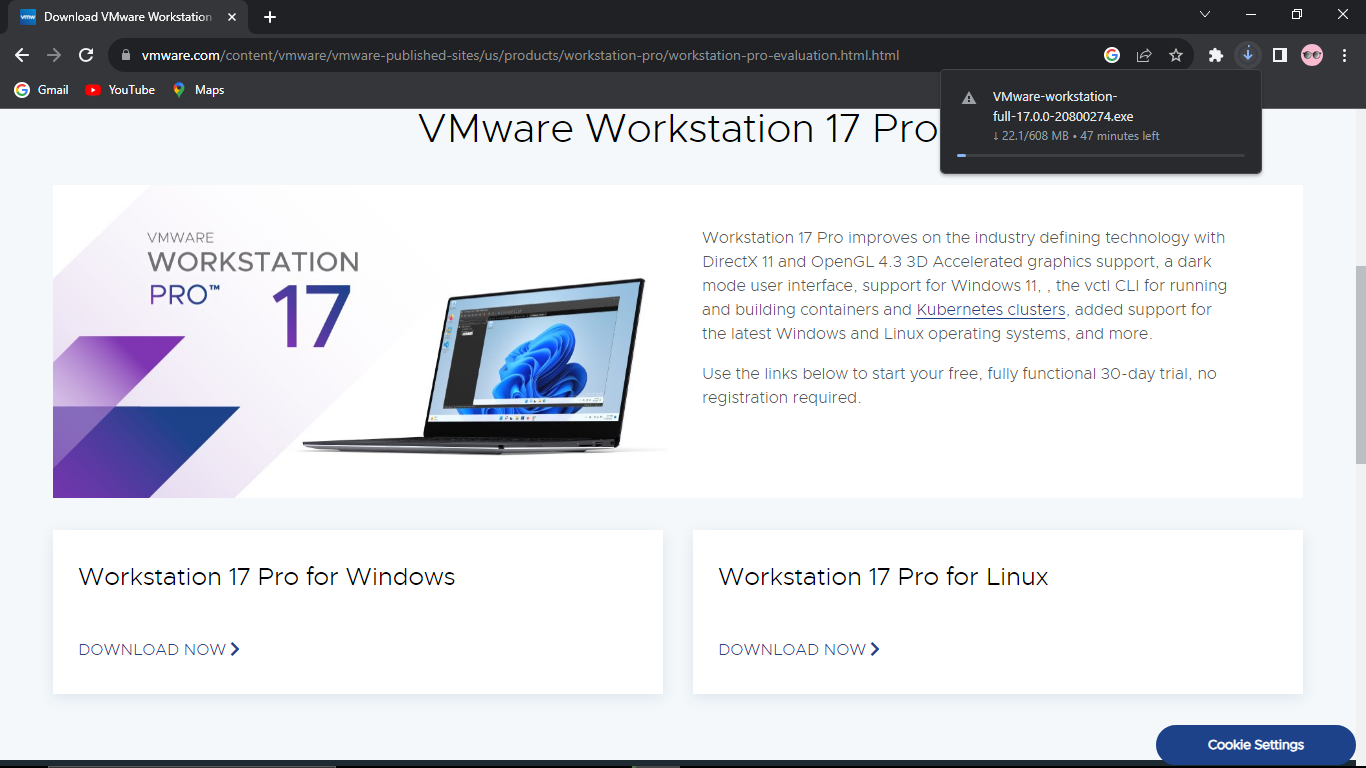 vmw
Download VMware Workstation
vmware.com/content/vmware/vmware-published-sites/us/products/workstation-pro/workstation-pro-evaluation.html.html
Gmail
YouTube
Maps
VMware-workstation-
full-17.0.0-20800274.exe
↓ 22.1/608 MB • 47 minutes left
VMware Workstation 17 Pro
VMWARE
WORKSTATION
PRO™ 17
Workstation 17 Pro improves on the industry defining technology with
DirectX 11 and OpenGL 4.3 3D Accelerated graphics support, a dark
mode user interface, support for Windows 11, , the vctl CLI for running
and building containers and Kubernetes clusters, added support for
the latest Windows and Linux operating systems, and more.
Use the links below to start your free, fully functional 30-day trial, no
registration required.
Workstation 17 Pro for Windows
DOWNLOAD NOW
Workstation 17 Pro for Linux
DOWNLOAD NOW
Cookie Settings